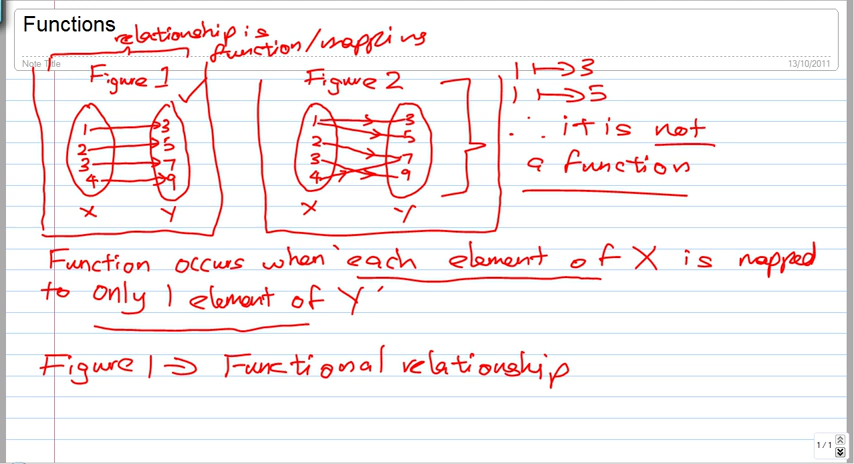 Functions
relationship is
function/mapping
Note Title
13/10/2011
Figure 1
Figure 2
1 ↦ 3
1 ↦ 5
∴ it is not
a function
1 3
2 5
3 7
4 9
X Y
1 3
2 5
3 7
4 9
X Y
Function occurs when 'each element of X is mapped
to only 1 element of Y'
Figure 1 ⇒ Functional relationship
1 / 1